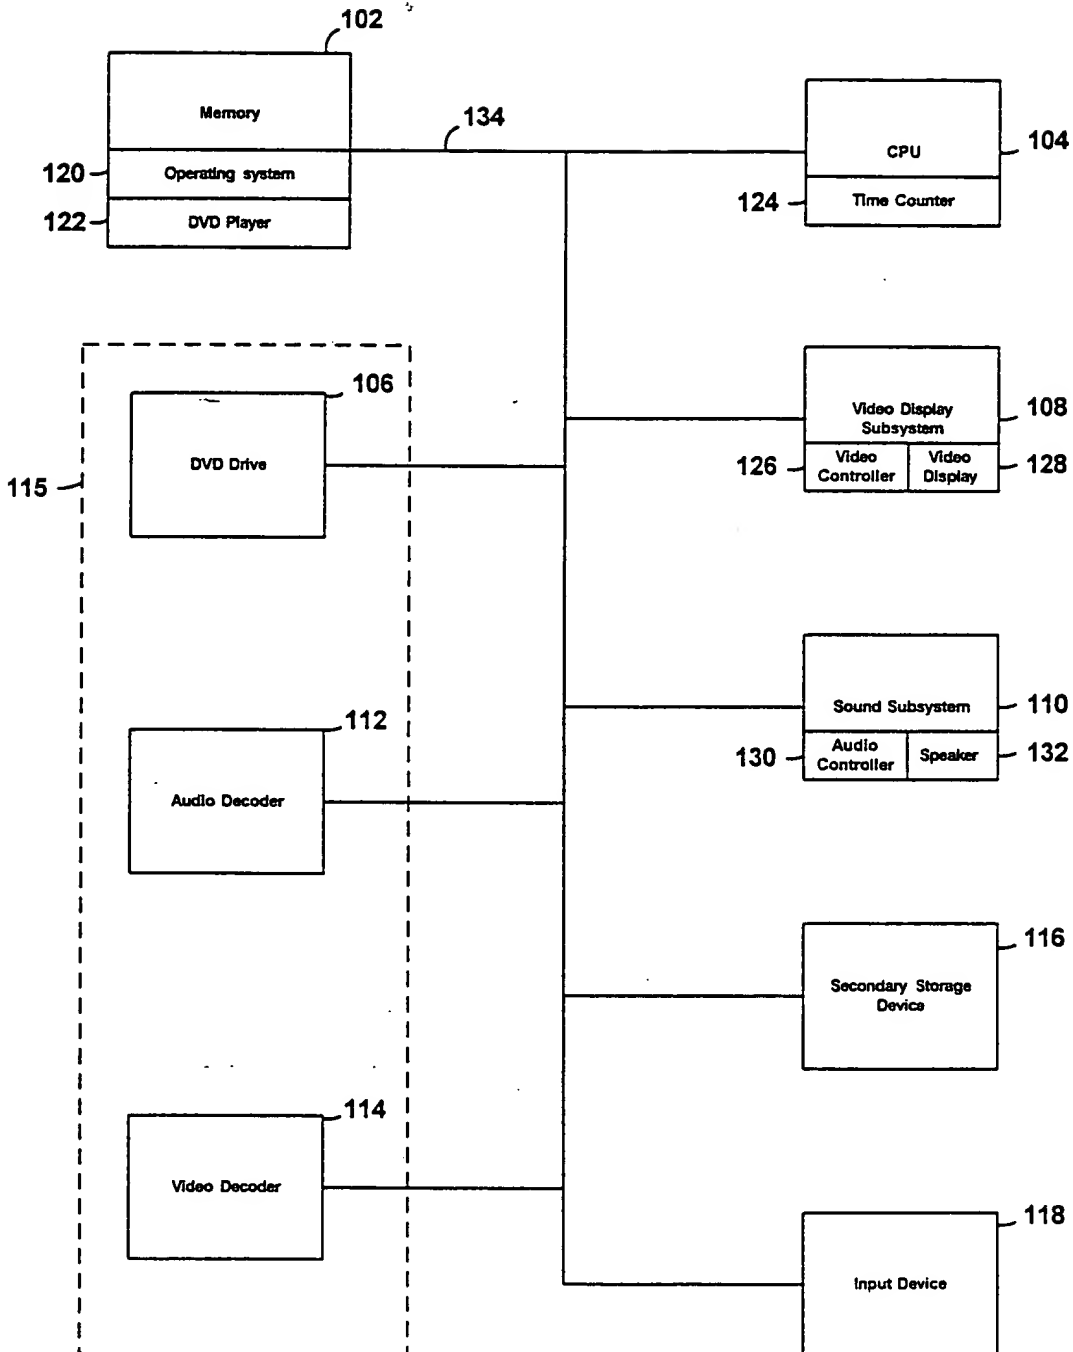 102
Memory
134
120
Operating system
122
DVD Player
CPU
104
124
Time Counter
106
DVD Drive
115
Video Display
Subsystem
108
126
Video
Controller
Video
Display
128
112
Audio Decoder
Sound Subsystem
110
130
Audio
Controller
Speaker
132
116
Secondary Storage
Device
114
Video Decoder
118
Input Device